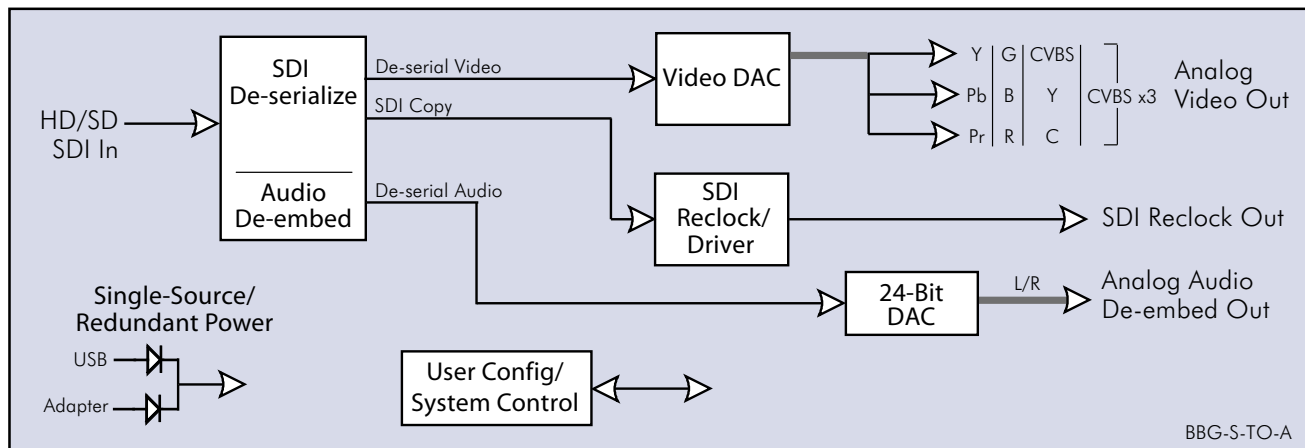 HD/SD
SDI In
SDI
De-serialize
Audio
De-embed
De-serial Video
SDI Copy
De-serial Audio
Video DAC
Y G CVBS
Pb B Y CVBS x3
Pr R C
Analog
Video Out
SDI
Reclock/
Driver
SDI Reclock Out
24-Bit
DAC
L/R
Analog Audio
De-embed Out
Single-Source/
Redundant Power
USB
Adapter
User Config/
System Control
BBG-S-TO-A